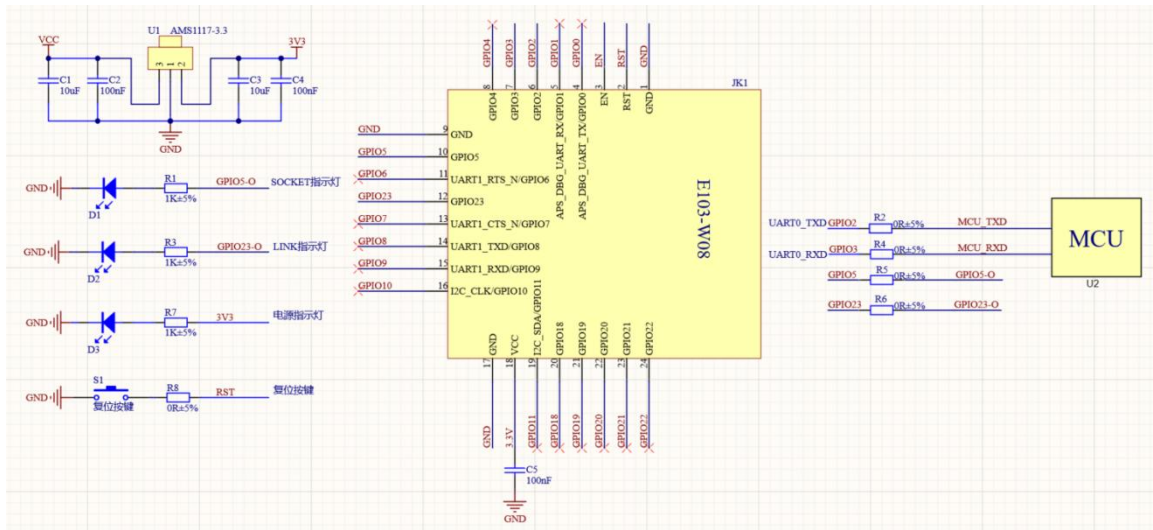 U1 AMS1117-3.3
VCC
3V3
3
1
2
C1
10uF
C2
100nF
C3
10uF
C4
100nF
GND
GND
D1
R1
1K±5%
GPIO5-O
SOCKET指示灯
GND
D2
R3
1K±5%
GPIO23-O
LINK指示灯
GND
D3
R7
1K±5%
3V3
电源指示灯
GND
S1
复位按键
R8
0R±5%
RST
复位按键
JK1
E103-W08
GPIO4
GPIO3
GPIO2
GPIO1
GPIO0
EN
RST
GND
8
7
6
5
4
3
2
1
GPIO4
GPIO3
GPIO2
APS_DBG_UART_RX/GPIO1
APS_DBG_UART_TX/GPIO0
EN
RST
GND
GND 9 GND
GPIO5 10 GPIO5
GPIO6 11 UART1_RTS_N/GPIO6
GPIO23 12 GPIO23
GPIO7 13 UART1_CTS_N/GPIO7
GPIO8 14 UART1_TXD/GPIO8
GPIO9 15 UART1_RXD/GPIO9
GPIO10 16 I2C_CLK/GPIO10
GND
VCC
I2C_SDA/GPIO11
GPIO18
GPIO19
GPIO20
GPIO21
GPIO22
17
18
19
20
21
22
23
24
GND
3.3V
GPIO11
GPIO18
GPIO19
GPIO20
GPIO21
GPIO22
C5
100nF
GND
UART0_TXD GPIO2 R2 0R±5% MCU_TXD
UART0_RXD GPIO3 R4 0R±5% MCU_RXD
GPIO5 R5 0R±5% GPIO5-O
GPIO23 R6 0R±5% GPIO23-O
MCU
U2